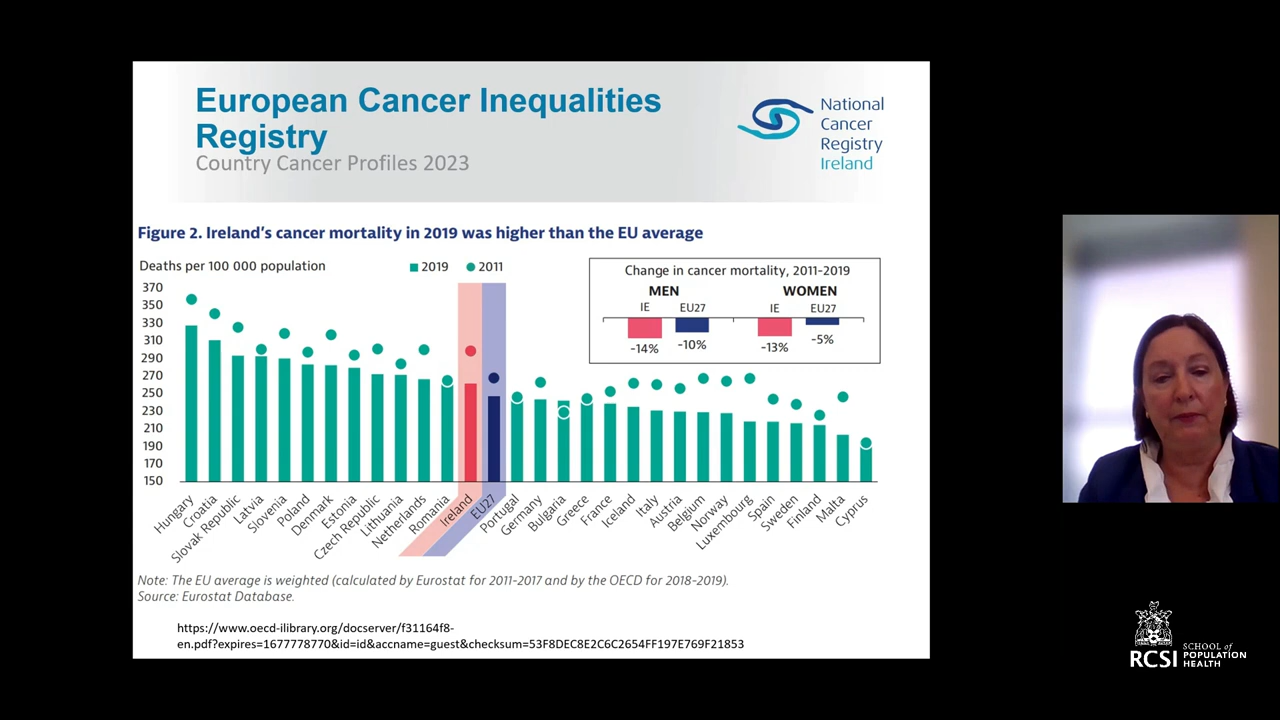 European Cancer Inequalities
Registry
Country Cancer Profiles 2023
National
Cancer
Registry
Ireland
Figure 2. Ireland's cancer mortality in 2019 was higher than the EU average
Deaths per 100 000 population
2019
2011
Change in cancer mortality, 2011-2019
MEN
WOMEN
IE
EU27
IE
EU27
-14%
-10%
-13%
-5%
370
350
330
310
290
270
250
230
210
190
170
150
Hungary
Croatia
Slovak Republic
Latvia
Slovenia
Poland
Denmark
Estonia
Czech Republic
Lithuania
Netherlands
Romania
Ireland
EU27
Portugal
Germany
Bulgaria
Greece
France
Iceland
Italy
Austria
Belgium
Norway
Luxembourg
Spain
Sweden
Finland
Malta
Cyprus
Note: The EU average is weighted (calculated by Eurostat for 2011-2017 and by the OECD for 2018-2019).
Source: Eurostat Database.
https://www.oecd-ilibrary.org/docserver/f31164f8-
en.pdf?expires=1677778770&id=id&accname=guest&checksum=53F8DEC8E2C6C2654FF197E769F21853
RCSI
SCHOOL of
POPULATION
HEALTH